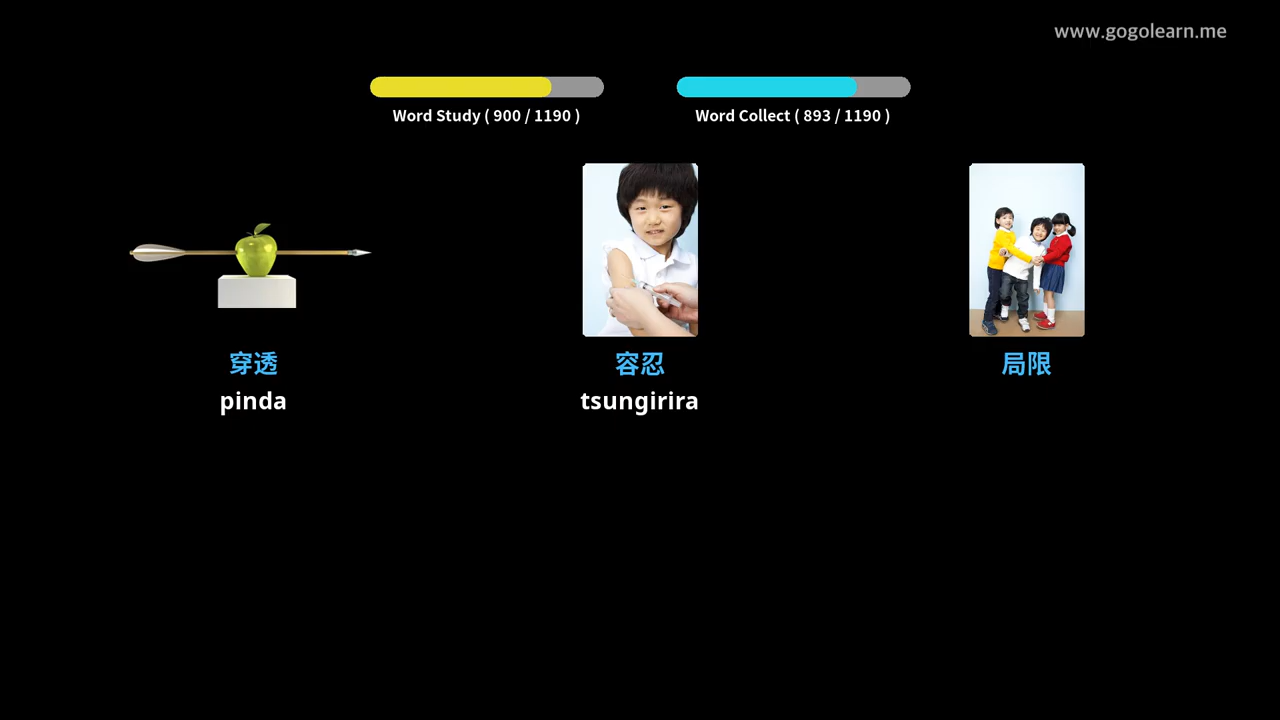 www.gogolearn.me
Word Study ( 900 / 1190 )
Word Collect ( 893 / 1190 )
穿透
pinda
容忍
tsungirira
局限